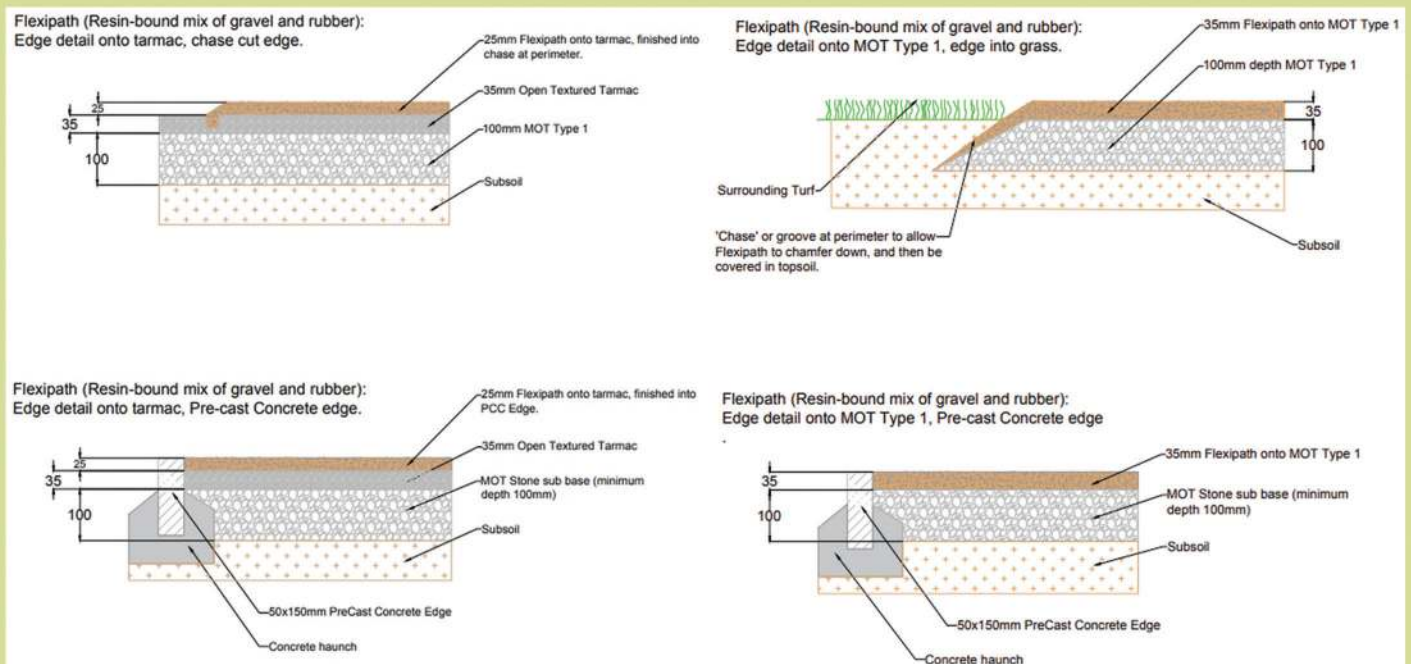 Flexipath (Resin-bound mix of gravel and rubber):
Edge detail onto tarmac, chase cut edge.
25mm Flexipath onto tarmac, finished into
chase at perimeter.
35mm Open Textured Tarmac
100mm MOT Type 1
Subsoil
25
35
100
Flexipath (Resin-bound mix of gravel and rubber):
Edge detail onto MOT Type 1, edge into grass.
35mm Flexipath onto MOT Type 1
100mm depth MOT Type 1
35
100
Surrounding Turf
'Chase' or groove at perimeter to allow
Flexipath to chamfer down, and then be
covered in topsoil.
Subsoil
Flexipath (Resin-bound mix of gravel and rubber):
Edge detail onto tarmac, Pre-cast Concrete edge.
25mm Flexipath onto tarmac, finished into
PCC Edge.
35mm Open Textured Tarmac
MOT Stone sub base (minimum
depth 100mm)
Subsoil
25
35
100
50x150mm PreCast Concrete Edge
Concrete haunch
Flexipath (Resin-bound mix of gravel and rubber):
Edge detail onto MOT Type 1, Pre-cast Concrete edge
.
35mm Flexipath onto MOT Type 1
MOT Stone sub base (minimum
depth 100mm)
Subsoil
35
100
50x150mm PreCast Concrete Edge
Concrete haunch